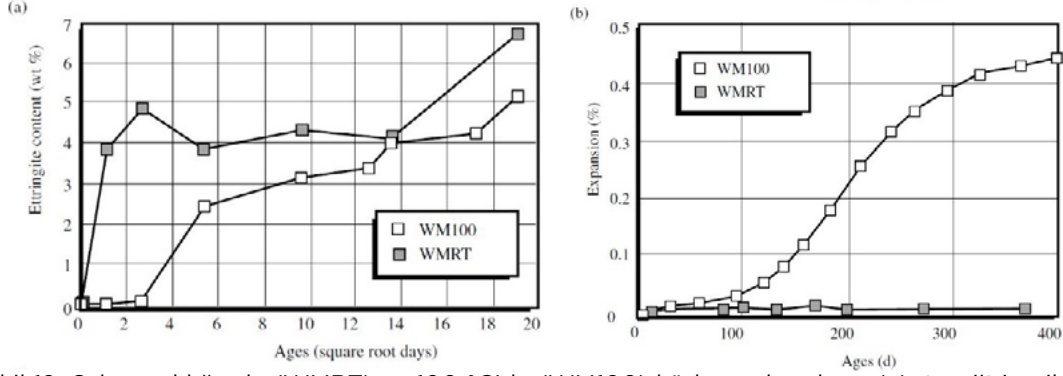 (a)
7
6
5
4
3
2
1
0
Ettringite content (wt %)
WM100
WMRT
0 2 4 6 8 10 12 14 16 18 20
Ages (square root days)
(b)
0.5
0.4
0.3
0.2
0.1
0
Expansion (%)
WM100
WMRT
0 100 200 300 400
Ages (d)